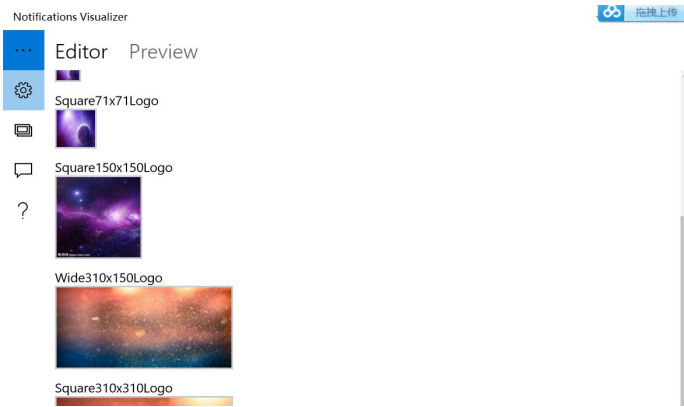 Notifications Visualizer
拖拽上传
Editor Preview
Square71x71Logo
Square150x150Logo
Wide310x150Logo
Square310x310Logo